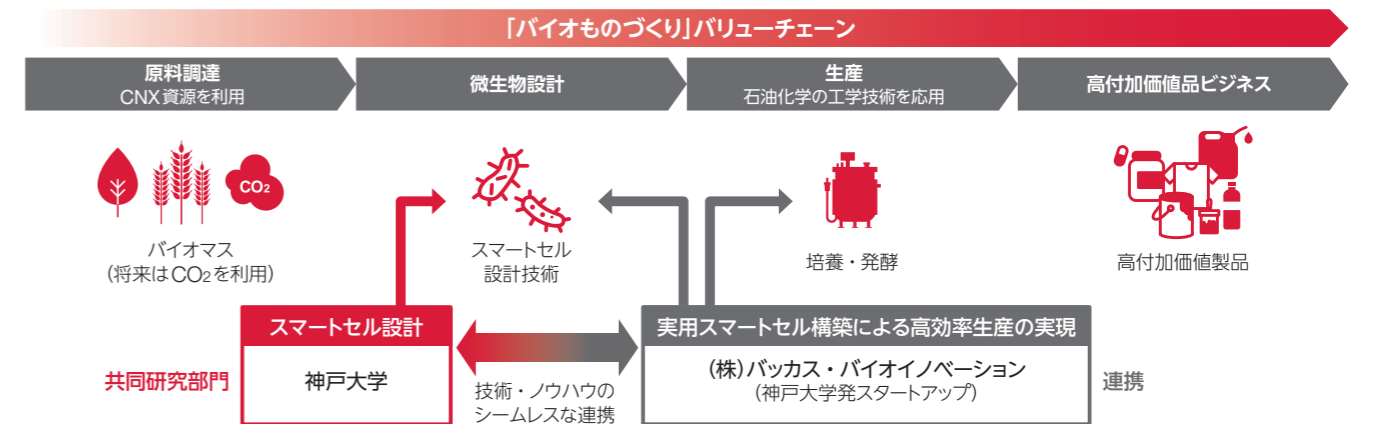 「バイオものづくり」バリューチェーン
原料調達
CNX資源を利用
微生物設計
生産
石油化学の工学技術を応用
高付加価値品ビジネス
CO2
バイオマス
(将来はCO2を利用)
スマートセル
設計技術
培養・発酵
高付加価値製品
スマートセル設計
共同研究部門
神戸大学
技術・ノウハウの
シームレスな連携
実用スマートセル構築による高効率生産の実現
(株)バッカス・バイオイノベーション
(神戸大学発スタートアップ)
連携